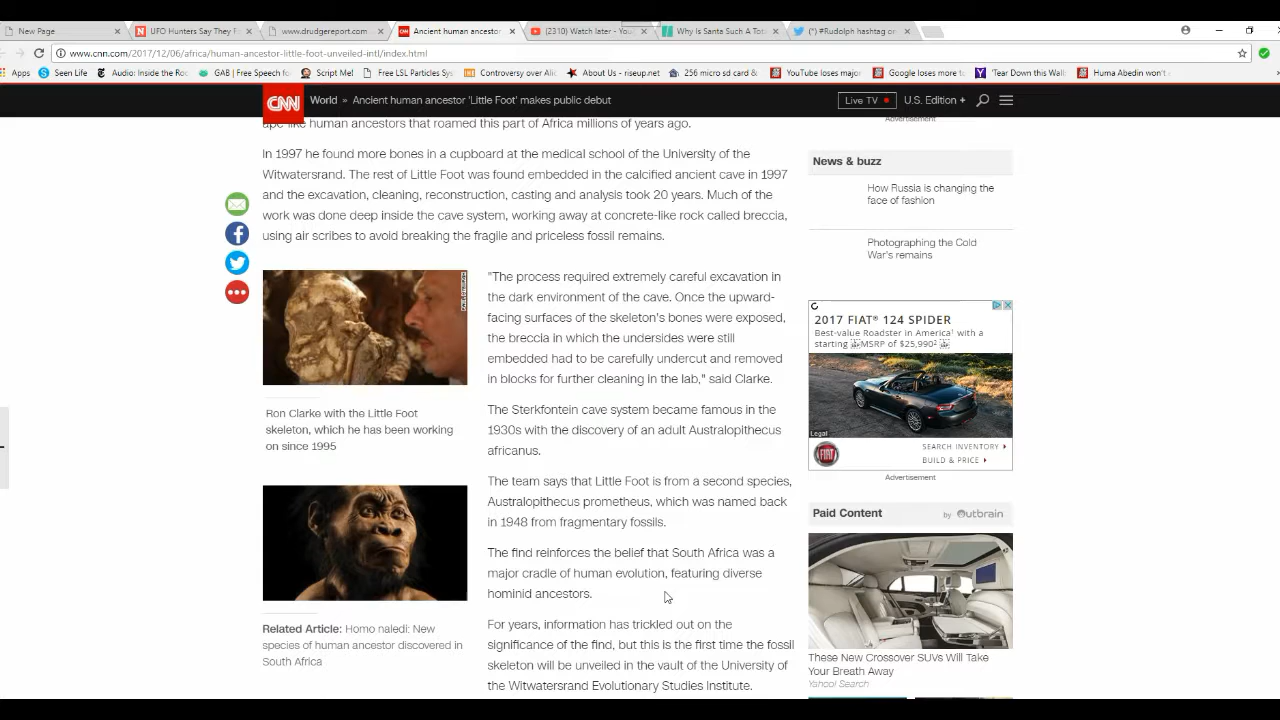 New Page
UFO Hunters Say They F
www.drudgereport.com
Ancient human ancestor
(2310) Watch later - You
Why Is Santa Such A Tota
(*) #Rudolph hashtag on
www.cnn.com/2017/12/06/africa/human-ancestor-little-foot-unveiled-intl/index.html
Apps
Seen Life
Audio: Inside the Ro
GAB | Free Speech fo
Script Me!
Free LSL Particles Sys
Controversy over Alic
About Us - riseup.net
256 micro sd card &
YouTube loses major
Google loses more to
'Tear Down this Wall
Huma Abedin won't
CNN
World » Ancient human ancestor 'Little Foot' makes public debut
Live TV
U.S. Edition +
ape-like human ancestors that roamed this part of Africa millions of years ago.
In 1997 he found more bones in a cupboard at the medical school of the University of the
Witwatersrand. The rest of Little Foot was found embedded in the calcified ancient cave in 1997
and the excavation, cleaning, reconstruction, casting and analysis took 20 years. Much of the
work was done deep inside the cave system, working away at concrete-like rock called breccia,
using air scribes to avoid breaking the fragile and priceless fossil remains.
"The process required extremely careful excavation in
the dark environment of the cave. Once the upward-
facing surfaces of the skeleton's bones were exposed,
the breccia in which the undersides were still
embedded had to be carefully undercut and removed
in blocks for further cleaning in the lab," said Clarke.
Ron Clarke with the Little Foot
skeleton, which he has been working
on since 1995
The Sterkfontein cave system became famous in the
1930s with the discovery of an adult Australopithecus
africanus.
The team says that Little Foot is from a second species,
Australopithecus prometheus, which was named back
in 1948 from fragmentary fossils.
The find reinforces the belief that South Africa was a
major cradle of human evolution, featuring diverse
hominid ancestors.
Related Article: Homo naledi: New
species of human ancestor discovered in
South Africa
For years, information has trickled out on the
significance of the find, but this is the first time the fossil
skeleton will be unveiled in the vault of the University of
the Witwatersrand Evolutionary Studies Institute.
Advertisement
News & buzz
How Russia is changing the
face of fashion
Photographing the Cold
War's remains
2017 FIAT® 124 SPIDER
Best-value Roadster in America¹ with a
starting MSRP of $25,990²
Legal
FIAT
SEARCH INVENTORY
BUILD & PRICE
Advertisement
Paid Content
by Outbrain
These New Crossover SUVs Will Take
Your Breath Away
Yahoo! Search